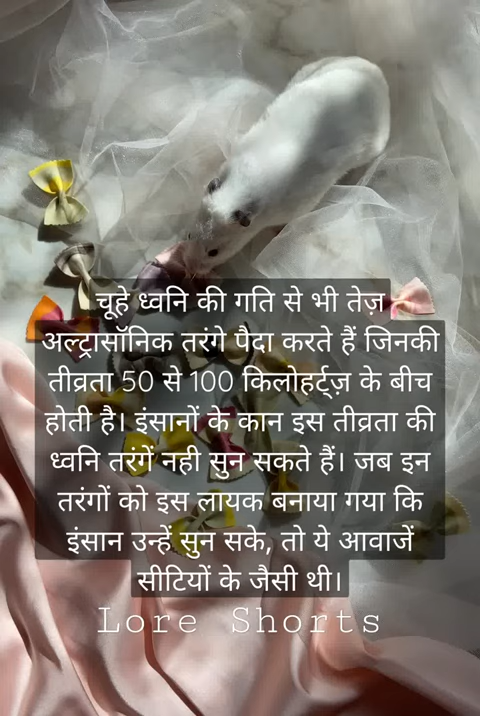 चूहे ध्वनि की गति से भी तेज़
अल्ट्रासॉनिक तरंगे पैदा करते हैं जिनकी
तीव्रता 50 से 100 किलोहर्ट्ज़ के बीच
होती है। इंसानों के कान इस तीव्रता की
ध्वनि तरंगें नही सुन सकते हैं। जब इन
तरंगों को इस लायक बनाया गया कि
इंसान उन्हें सुन सके, तो ये आवाजें
सीटियों के जैसी थी।
Lore Shorts